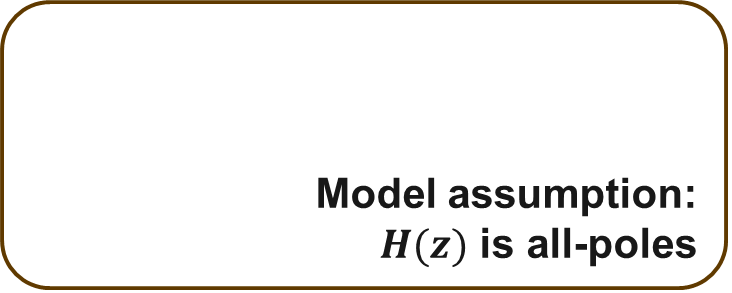 Model assumption:
H(z) is all-poles